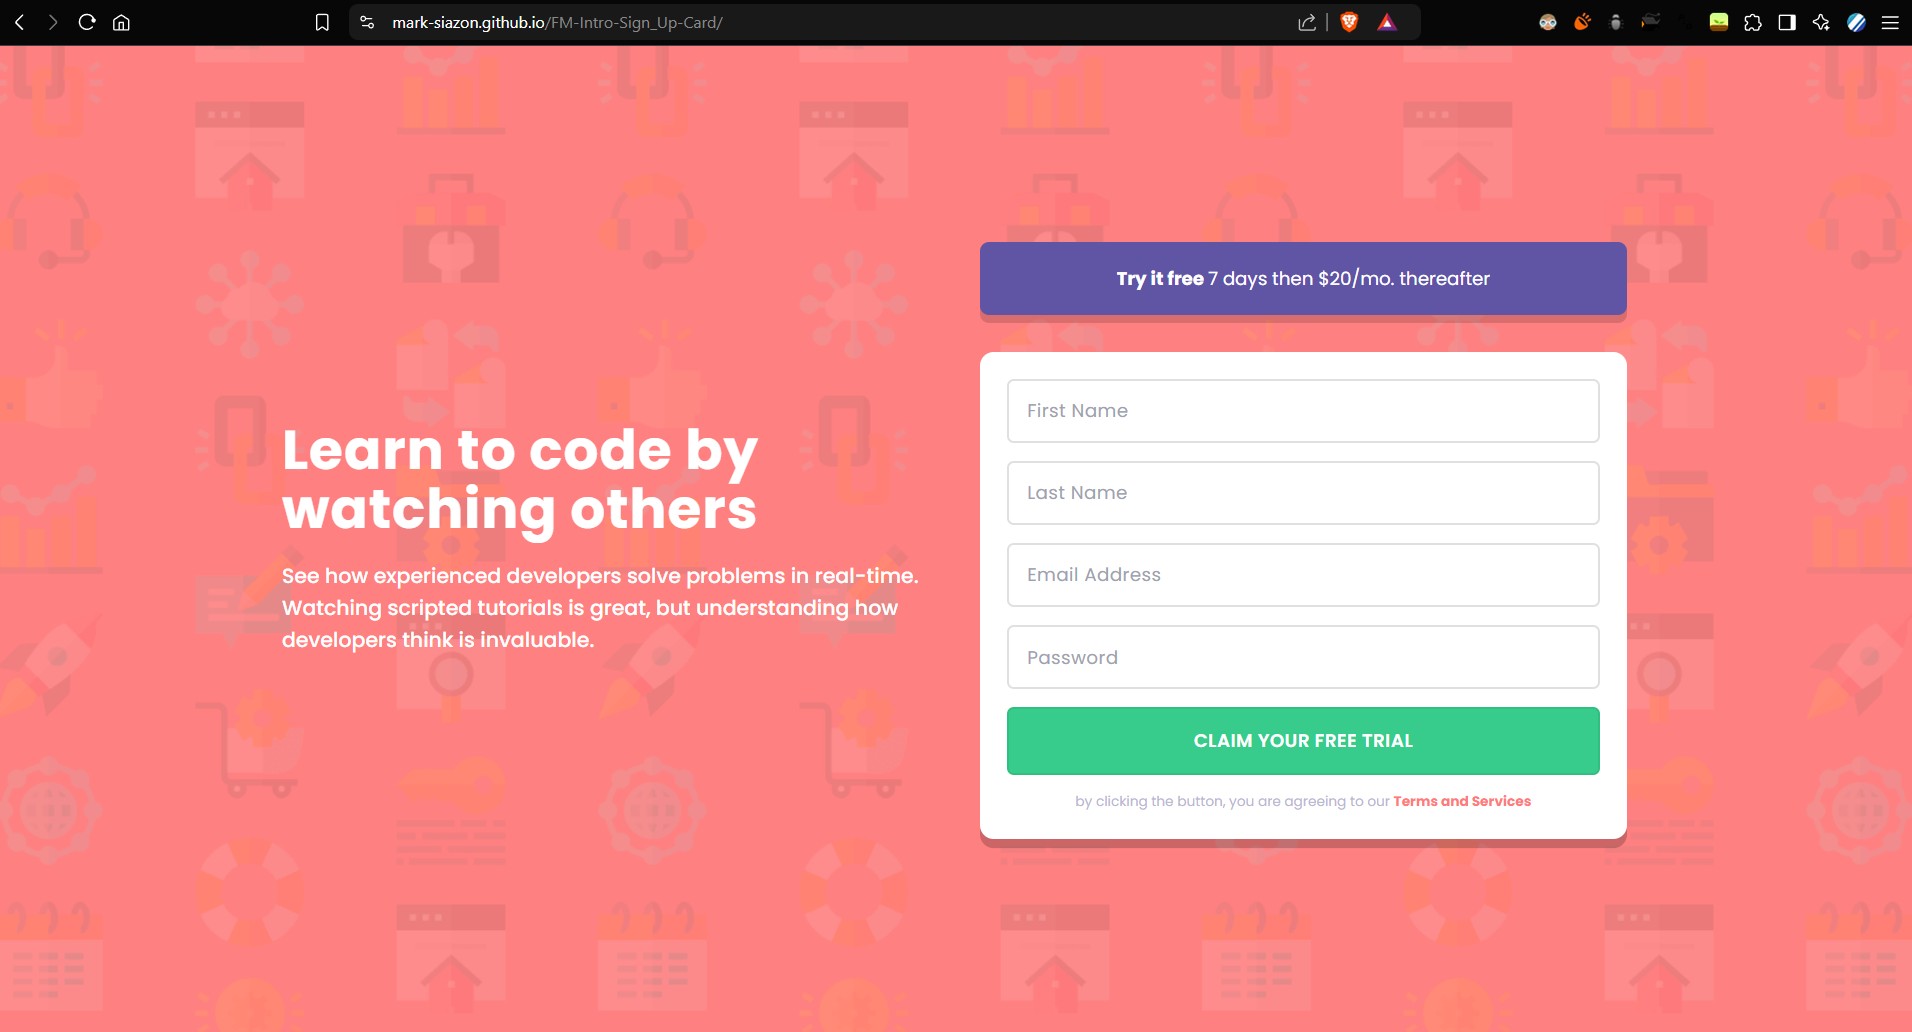 mark-siazon.github.io/FM-Intro-Sign_Up-Card/
Learn to code by
watching others
See how experienced developers solve problems in real-time.
Watching scripted tutorials is great, but understanding how
developers think is invaluable.
Try it free 7 days then $20/mo. thereafter
First Name
Last Name
Email Address
Password
CLAIM YOUR FREE TRIAL
by clicking the button, you are agreeing to our Terms and Services